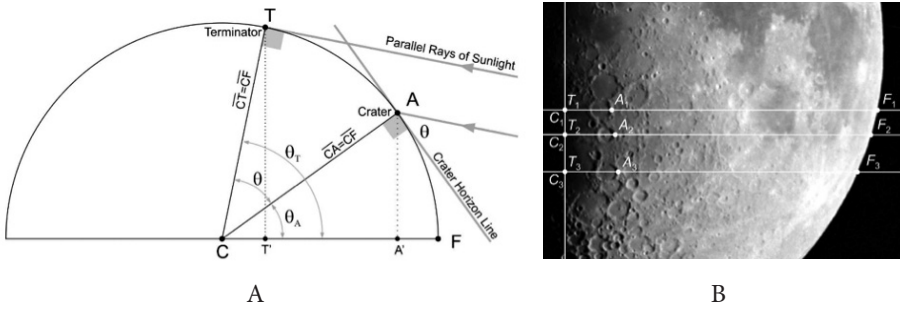 T
Terminator
Parallel Rays of Sunlight
CT=CF
A
Crater
θ
CA=CF
θT
θ
θA
Crater Horizon Line
C
T'
A'
F
A
T1
A1
F1
C1
T2
A2
F2
C2
T3
A3
F3
C3
B